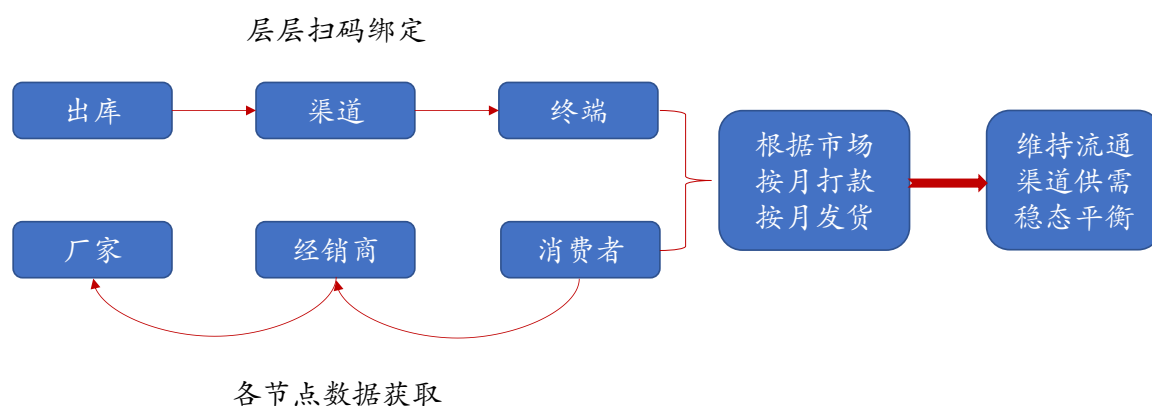 层层扫码绑定
出库
渠道
终端
厂家
经销商
消费者
根据市场
按月打款
按月发货
维持流通
渠道供需
稳态平衡
各节点数据获取